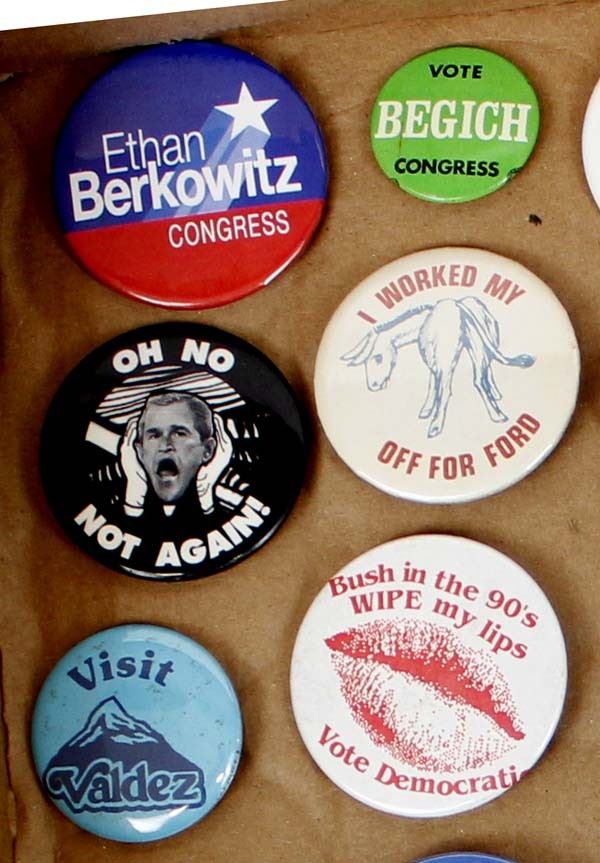 Ethan
Berkowitz
CONGRESS
VOTE
BEGICH
CONGRESS
OH NO
NOT AGAIN!
I WORKED MY
OFF FOR FORD
Visit
Valdez
Bush in the 90's
WIPE my lips
Vote Democratic